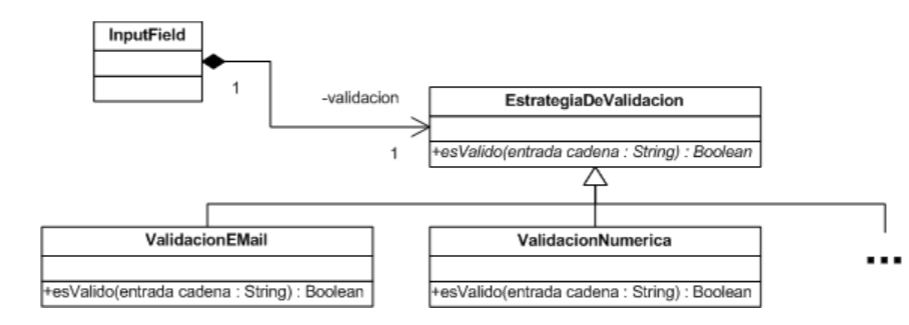 InputField
1
-validacion
EstrategiaDeValidacion
1
+esValido(entrada cadena : String) : Boolean
ValidacionEMail
ValidacionNumerica
...
+esValido(entrada cadena : String) : Boolean
+esValido(entrada cadena : String) : Boolean